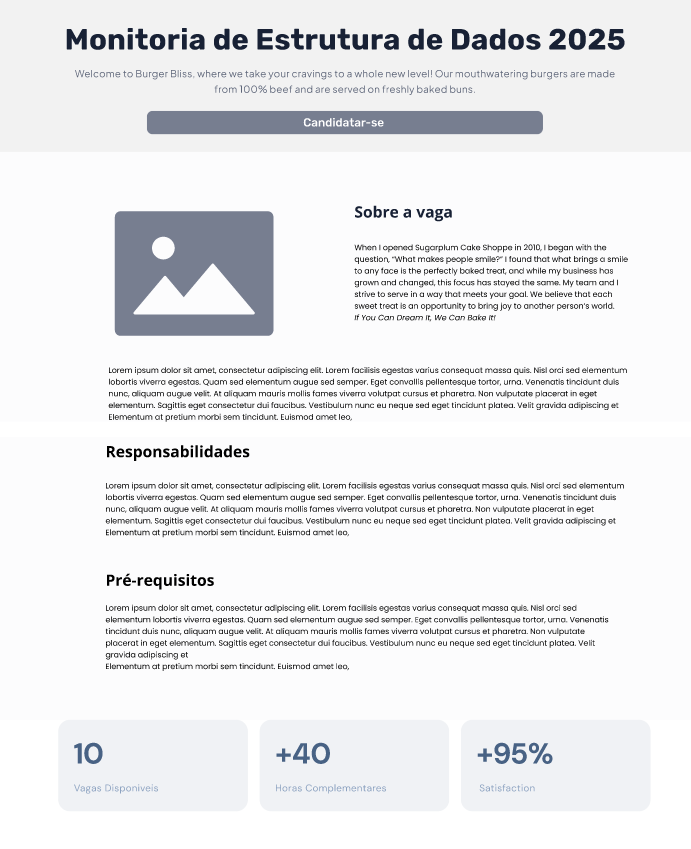 Monitoria de Estrutura de Dados 2025
Welcome to Burger Bliss, where we take your cravings to a whole new level! Our mouthwatering burgers are made
from 100% beef and are served on freshly baked buns.
Candidatar-se
Sobre a vaga
When I opened Sugarplum Cake Shoppe in 2010, I began with the
question, “What makes people smile?” I found that what brings a smile
to any face is the perfectly baked treat, and while my business has
grown and changed, this focus has stayed the same. My team and I
strive to serve in a way that meets your goal. We believe that each
sweet treat is an opportunity to bring joy to another person's world.
If You Can Dream It, We Can Bake It!
Lorem ipsum dolor sit amet, consectetur adipiscing elit. Lorem facilisis egestas varius consequat massa quis. Nisl orci sed elementum
lobortis viverra egestas. Quam sed elementum augue sed semper. Eget convallis pellentesque tortor, urna. Venenatis tincidunt duis
nunc, aliquam augue velit. At aliquam mauris mollis fames viverra volutpat cursus et pharetra. Non vulputate placerat in eget
elementum. Sagittis eget consectetur dui faucibus. Vestibulum nunc eu neque sed eget tincidunt platea. Velit gravida adipiscing et
Elementum at pretium morbi sem tincidunt. Euismod amet leo,
Responsabilidades
Lorem ipsum dolor sit amet, consectetur adipiscing elit. Lorem facilisis egestas varius consequat massa quis. Nisl orci sed elementum
lobortis viverra egestas. Quam sed elementum augue sed semper. Eget convallis pellentesque tortor, urna. Venenatis tincidunt duis
nunc, aliquam augue velit. At aliquam mauris mollis fames viverra volutpat cursus et pharetra. Non vulputate placerat in eget
elementum. Sagittis eget consectetur dui faucibus. Vestibulum nunc eu neque sed eget tincidunt platea. Velit gravida adipiscing et
Elementum at pretium morbi sem tincidunt. Euismod amet leo,
Pré-requisitos
Lorem ipsum dolor sit amet, consectetur adipiscing elit. Lorem facilisis egestas varius consequat massa quis. Nisl orci sed
elementum lobortis viverra egestas. Quam sed elementum augue sed semper. Eget convallis pellentesque tortor, urna. Venenatis
tincidunt duis nunc, aliquam augue velit. At aliquam mauris mollis fames viverra volutpat cursus et pharetra. Non vulputate
placerat in eget elementum. Sagittis eget consectetur dui faucibus. Vestibulum nunc eu neque sed eget tincidunt platea. Velit
gravida adipiscing et
Elementum at pretium morbi sem tincidunt. Euismod amet leo,
10
Vagas Disponíveis
+40
Horas Complementares
+95%
Satisfaction